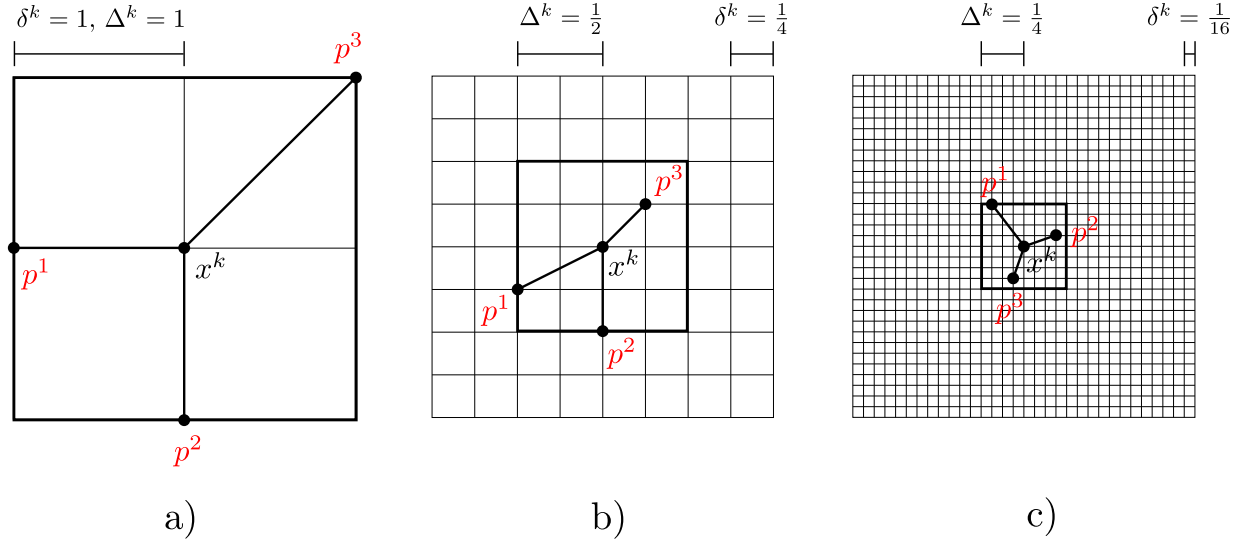 δ^k = 1, Δ^k = 1
p^3
p^1
x^k
p^2
a)
Δ^k = 1/2
δ^k = 1/4
p^3
x^k
p^1
p^2
b)
Δ^k = 1/4
δ^k = 1/16
p^1
p^2
x^k
p^3
c)